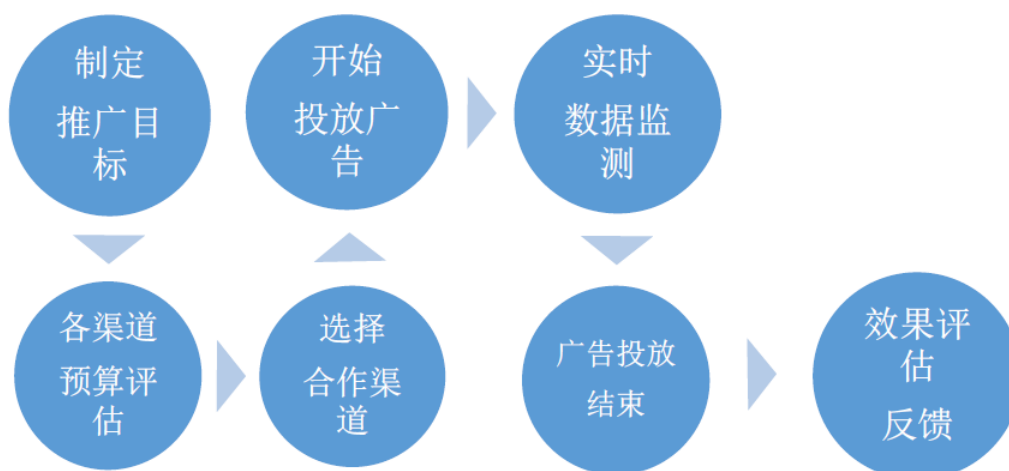 制定
推广目
标
各渠道
预算评
估
选择
合作渠
道
开始
投放广
告
实时
数据监
测
广告投放
结束
效果评
估
反馈